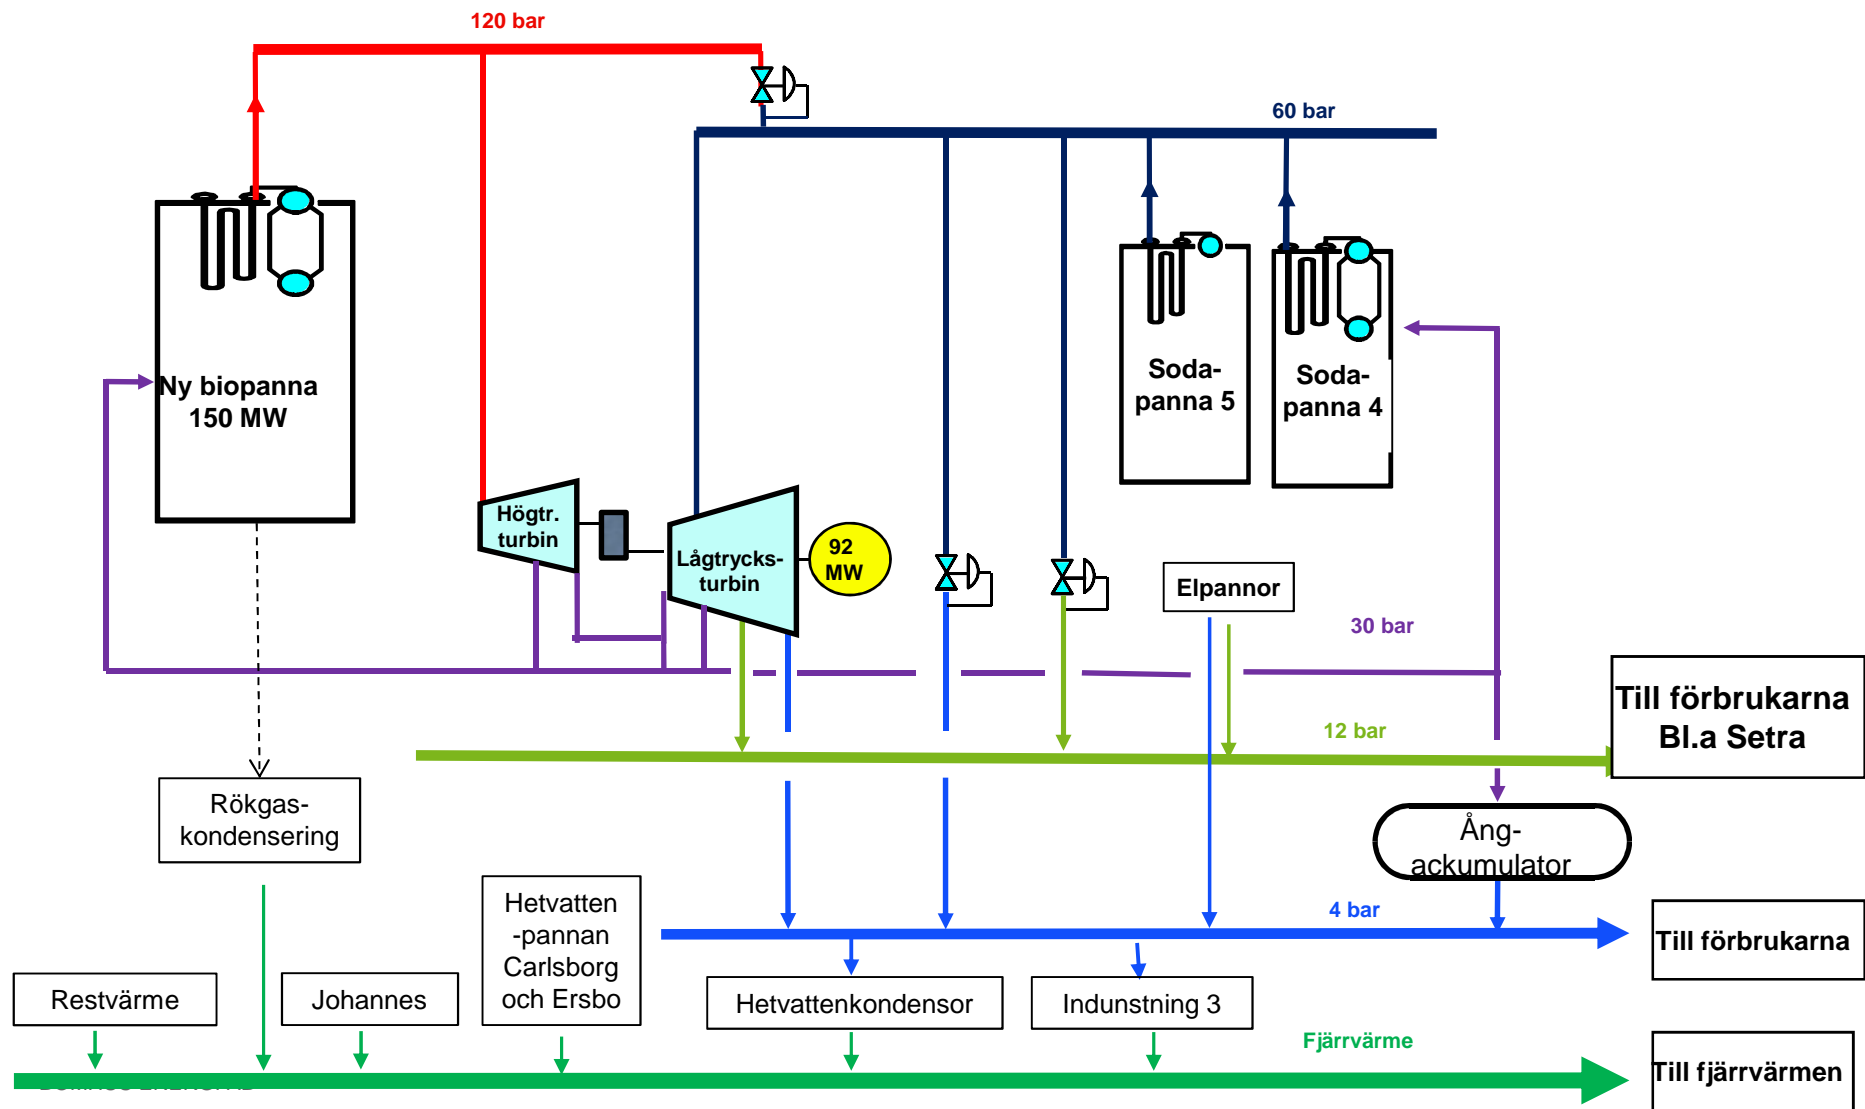 120 bar
60 bar
Ny biopanna
150 MW
Soda-
panna 5
Soda-
panna 4
Högtr.
turbin
Lågtrycks-
turbin
92
MW
Elpannor
30 bar
Till förbrukarna
Bl.a Setra
12 bar
Rökgas-
kondensering
Ång-
ackumulator
Hetvatten
-pannan
Carlsborg
och Ersbo
4 bar
Till förbrukarna
Restvärme
Johannes
Hetvattenkondensor
Indunstning 3
Fjärrvärme
Till fjärrvärmen